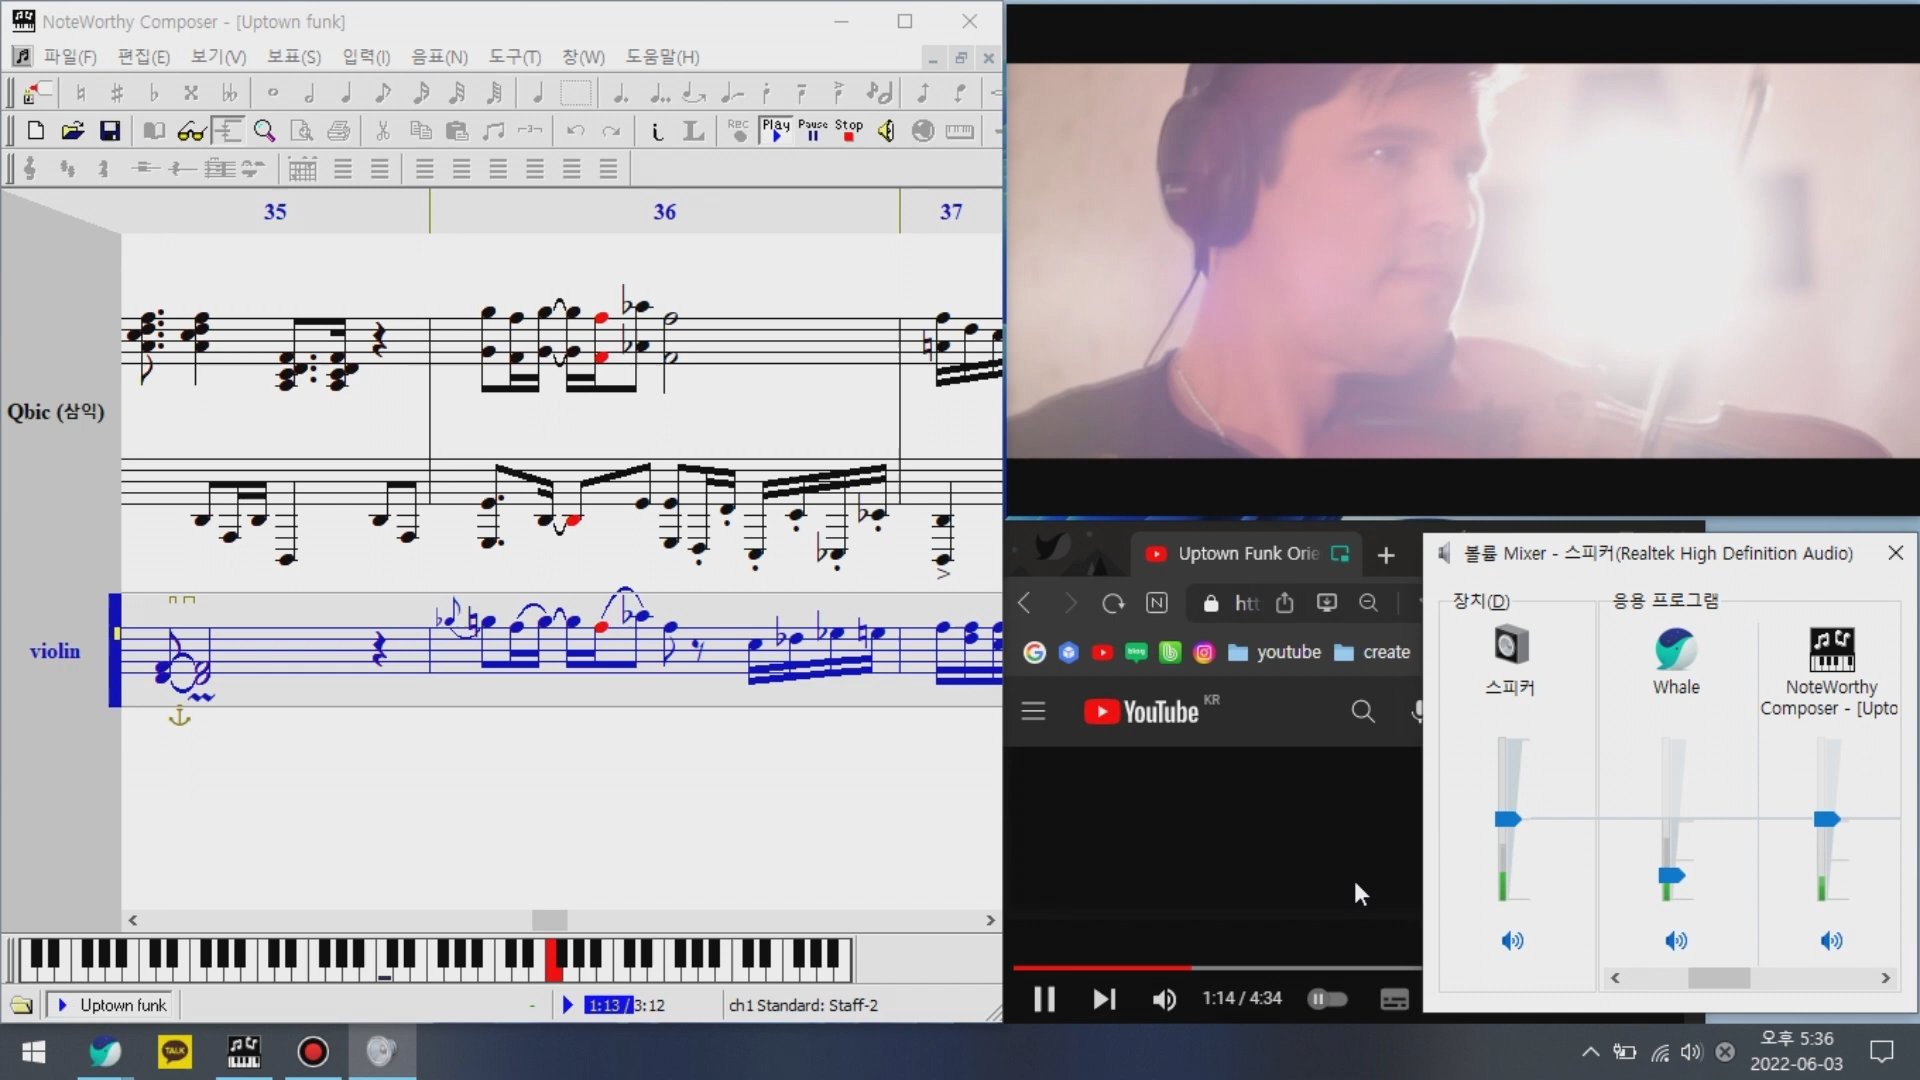 NoteWorthy Composer - [Uptown funk]
파일(F) 편집(E) 보기(V) 보표(S) 입력(I) 음표(N) 도구(T) 창(W) 도움말(H)
Rec Play Pause Stop
35 36 37
Qbic (삼익)
violin
Uptown funk
1:13 / 3:12
ch1 Standard: Staff-2
Uptown Funk Orie
htt
youtube create
YouTube KR
1:14 / 4:34
볼륨 Mixer - 스피커(Realtek High Definition Audio)
장치(D)
응용 프로그램
스피커
Whale
NoteWorthy
Composer - [Upto
TALK
오후 5:36
2022-06-03